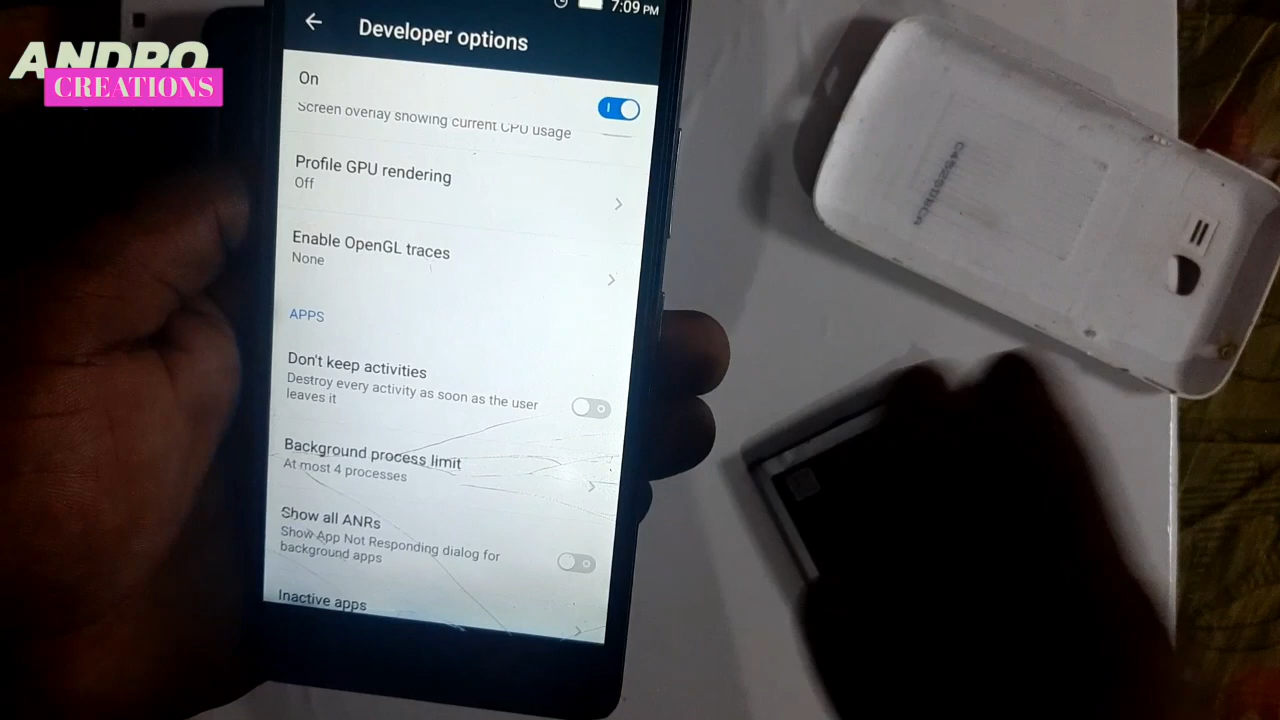 ANDRO
CREATIONS
7:09 PM
Developer options
On
Screen overlay showing current CPU usage
Profile GPU rendering
Off
Enable OpenGL traces
None
APPS
Don't keep activities
Destroy every activity as soon as the user
leaves it
Background process limit
At most 4 processes
Show all ANRs
Show App Not Responding dialog for
background apps
Inactive apps